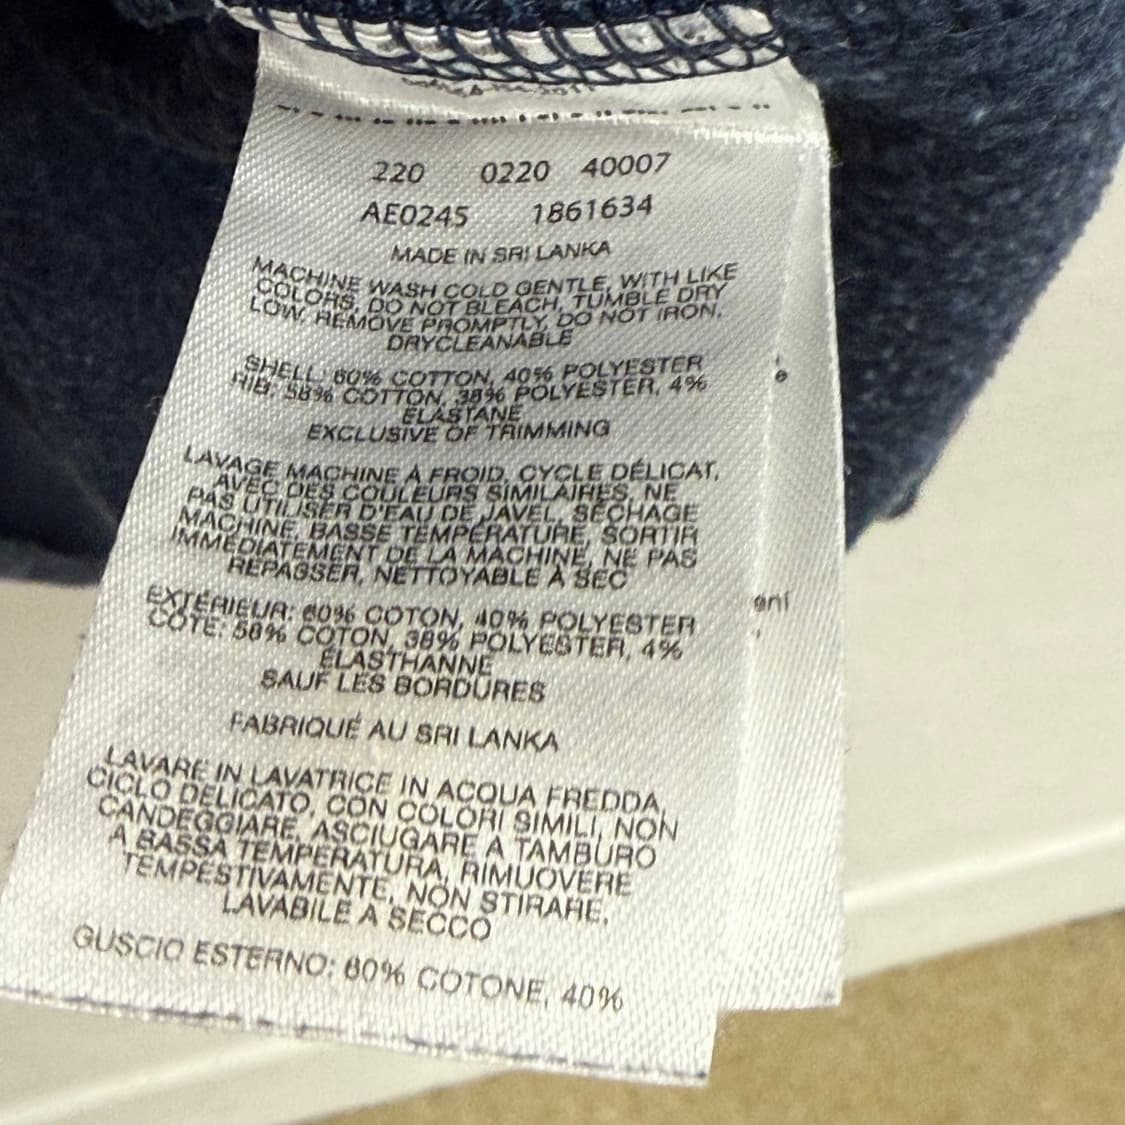 220 0220 40007
AE0245 1861634
MADE IN SRI LANKA
MACHINE WASH COLD GENTLE, WITH LIKE
COLORS, DO NOT BLEACH, TUMBLE DRY
LOW, REMOVE PROMPTLY, DO NOT IRON,
DRYCLEANABLE
SHELL: 60% COTTON, 40% POLYESTER
RIB: 58% COTTON, 38% POLYESTER, 4%
ELASTANE
EXCLUSIVE OF TRIMMING
LAVAGE MACHINE À FROID, CYCLE DÉLICAT,
AVEC DES COULEURS SIMILAIRES, NE
PAS UTILISER D'EAU DE JAVEL, SÉCHAGE
MACHINE, BASSE TEMPÉRATURE, SORTIR
IMMÉDIATEMENT DE LA MACHINE, NE PAS
REPASSER, NETTOYABLE À SEC
EXTÉRIEUR: 60% COTON, 40% POLYESTER
CÔTE: 58% COTON, 38% POLYESTER, 4%
ÉLASTHANNE
SAUF LES BORDURES
FABRIQUÉ AU SRI LANKA
LAVARE IN LAVATRICE IN ACQUA FREDDA,
CICLO DELICATO, CON COLORI SIMILI, NON
CANDEGGIARE, ASCIUGARE A TAMBURO
A BASSA TEMPERATURA, RIMUOVERE
TEMPESTIVAMENTE, NON STIRARE,
LAVABILE A SECCO
GUSCIO ESTERNO: 60% COTONE, 40%